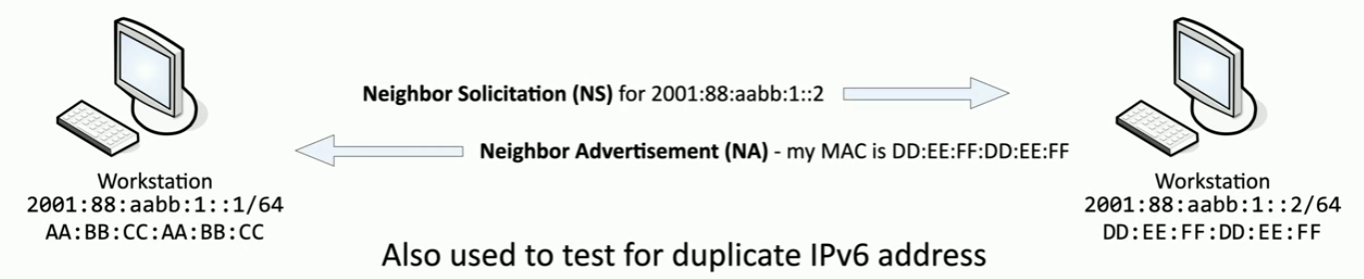 Neighbor Solicitation (NS) for 2001:88:aabb:1::2
Neighbor Advertisement (NA) - my MAC is DD:EE:FF:DD:EE:FF
Workstation
2001:88:aabb:1::1/64
AA:BB:CC:AA:BB:CC
Workstation
2001:88:aabb:1::2/64
DD:EE:FF:DD:EE:FF
Also used to test for duplicate IPv6 address